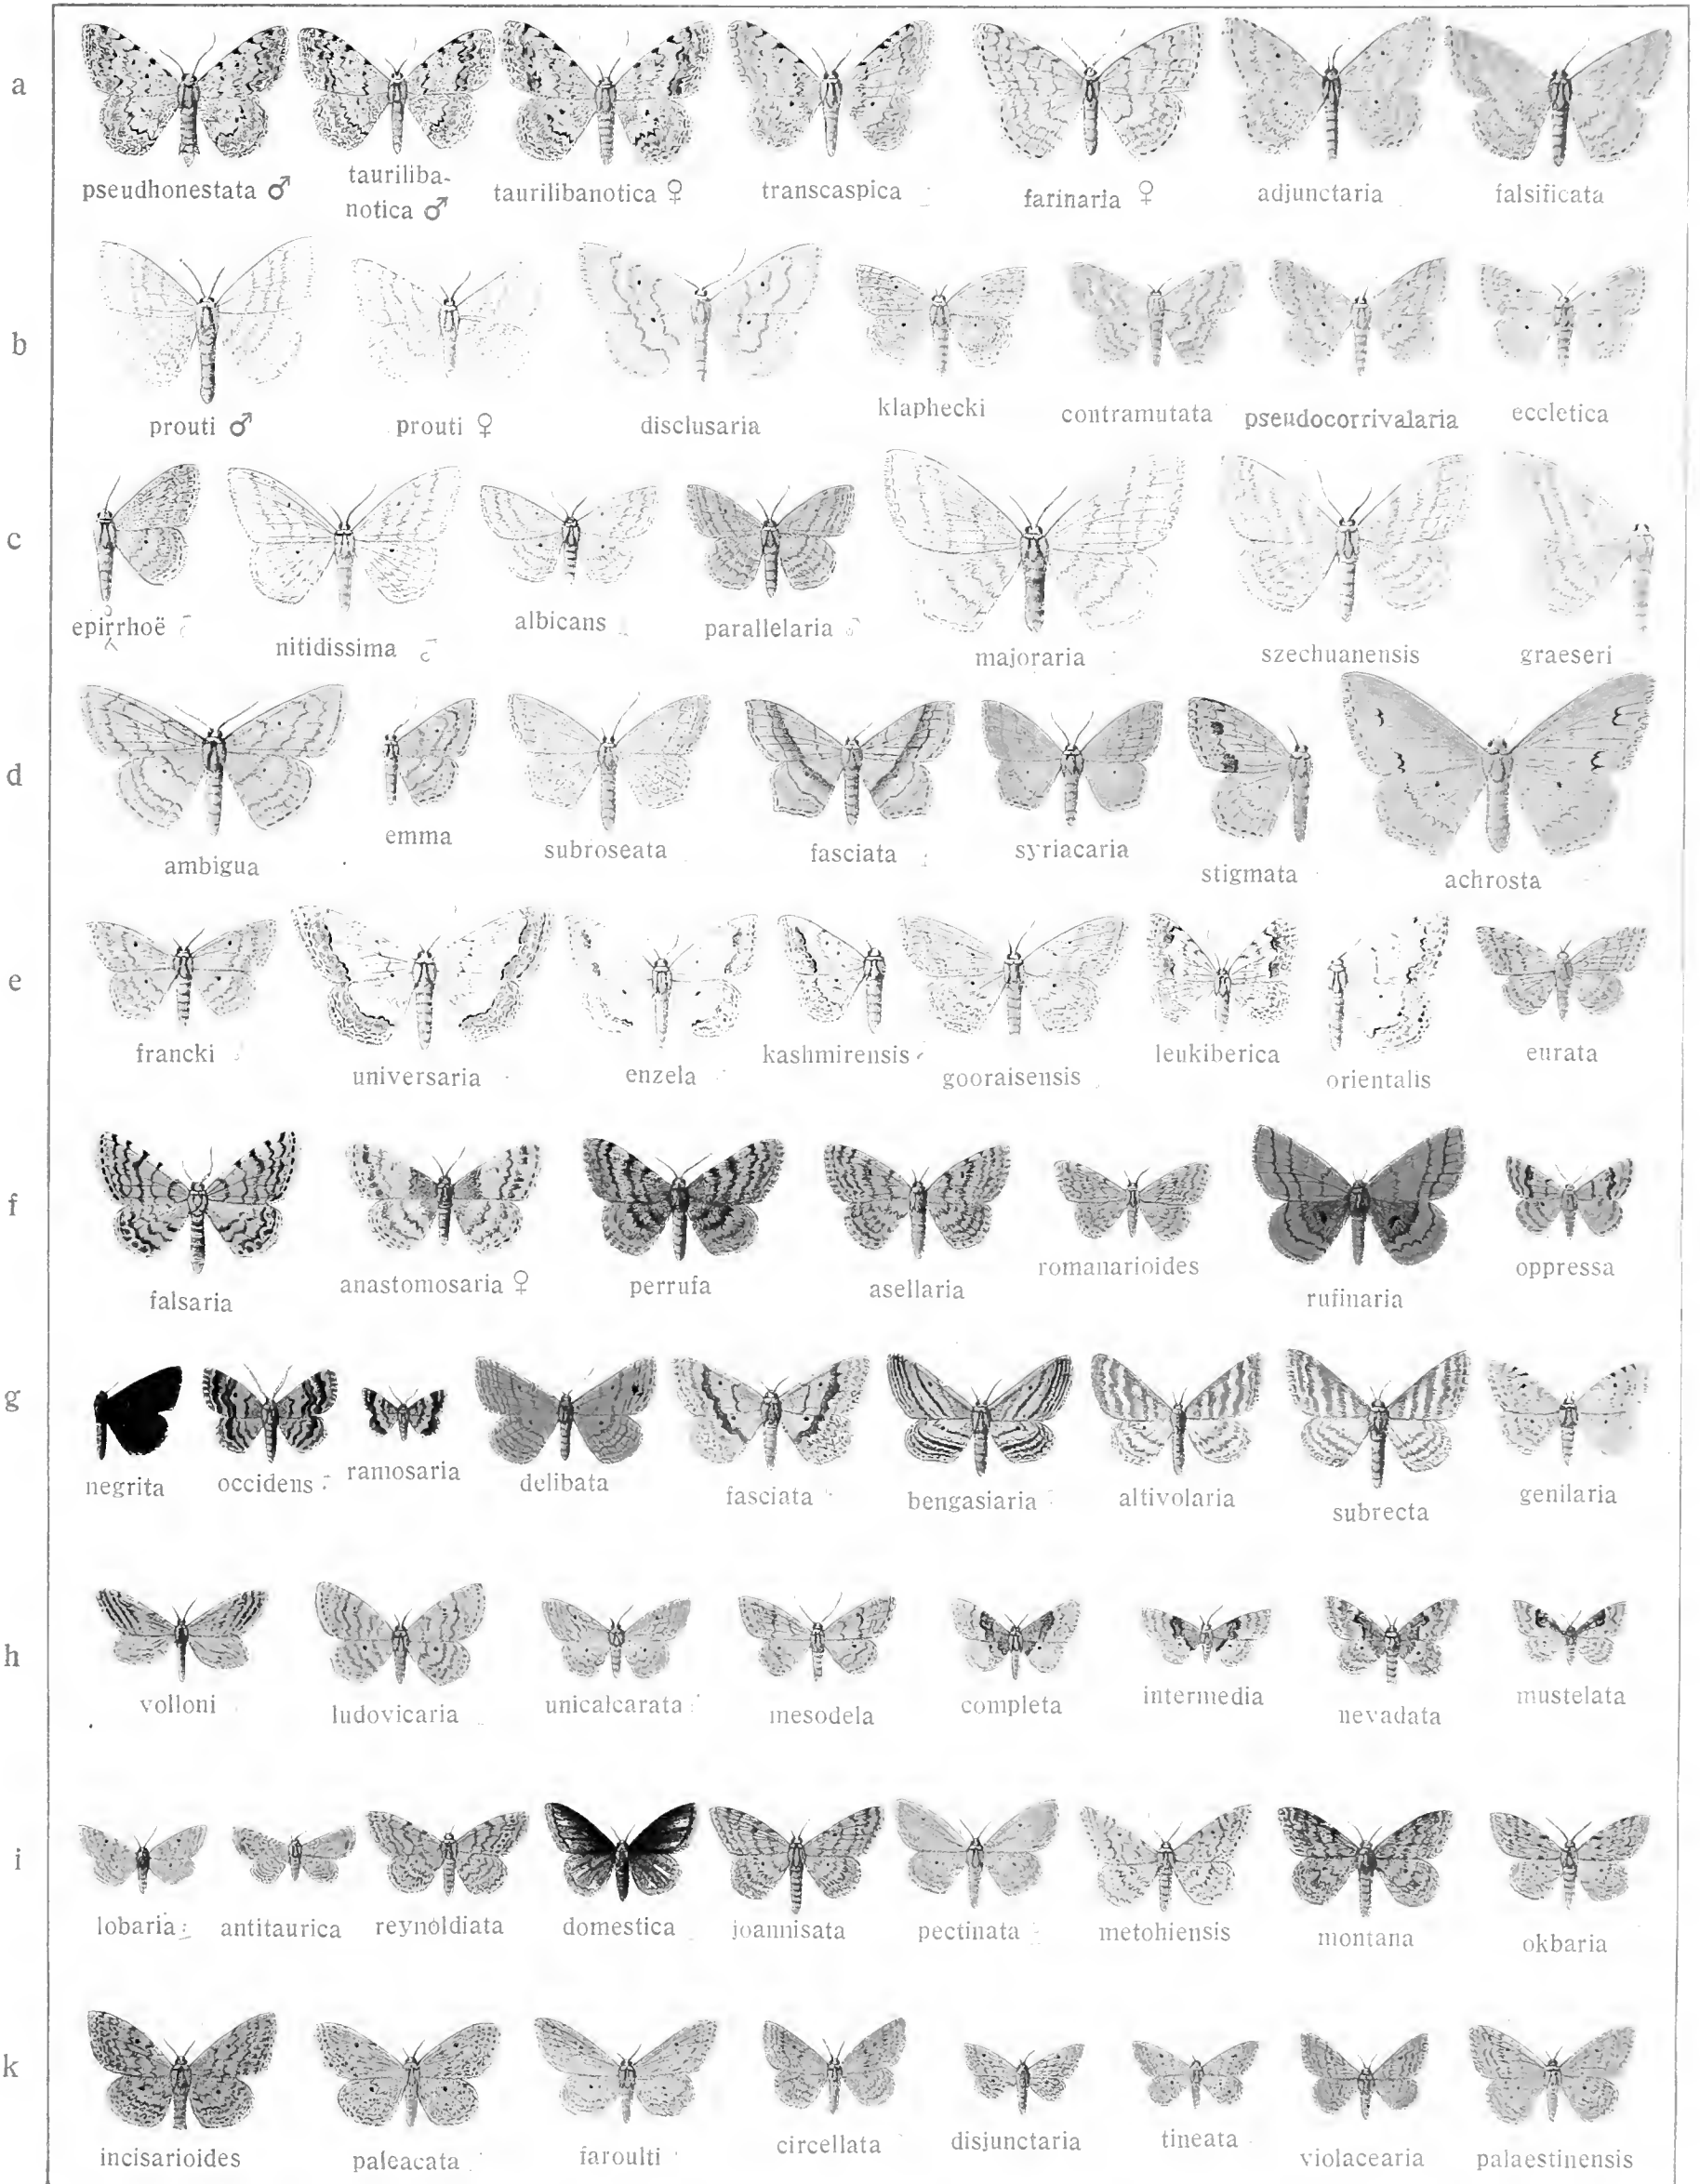 a
pseudhonestata ♂
tauriliba-
notica ♂
taurilibanotica ♀
transcaspica
farinaria ♀
adjunctaria
falsificata
b
prouti ♂
prouti ♀
disclusaria
klaphecki
contramutata
pseudocorrivalaria
eccletica
c
epirrhoë
nitidissima ♂
albicans
parallelaria ♂
majoraria
szechuanensis
graeseri
d
ambigua
emma
subroseata
fasciata
syriacaria
stigmata
achrosta
e
francki
universaria
enzela
kashmirensis
gooraisensis
leukiberica
orientalis
eurata
f
falsaria
anastomosaria ♀
perrufa
asellaria
romanarioides
rufinaria
oppressa
g
negrita
occidens
ramosaria
delibata
fasciata
bengasiaria
altivolaria
subrecta
genilaria
h
volloni
ludovicaria
unicalcarata
mesodela
completa
intermedia
nevadata
mustelata
i
lobaria
antitaurica
reynoldiata
domestica
joannisata
pectinata
metohiensis
montana
okbaria
k
incisarioides
paleacata
faroulti
circellata
disjunctaria
tineata
violacearia
palaestinensis